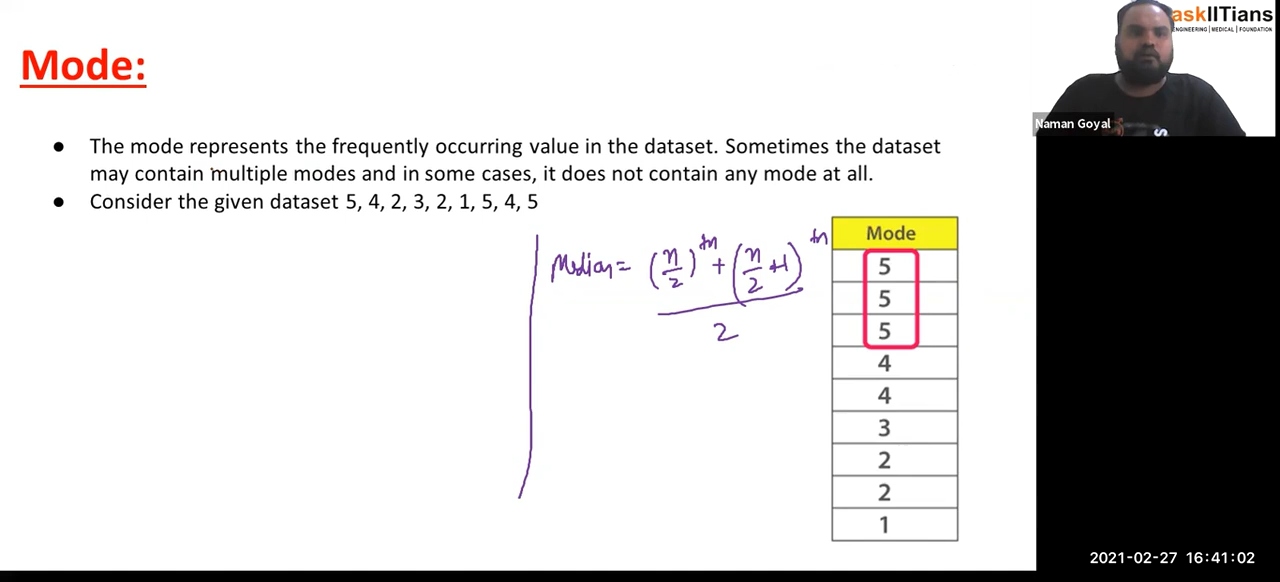 askIITians
ENGINEERING | MEDICAL | FOUNDATION
Mode:
Naman Goyal
● The mode represents the frequently occurring value in the dataset. Sometimes the dataset
may contain multiple modes and in some cases, it does not contain any mode at all.
● Consider the given dataset 5, 4, 2, 3, 2, 1, 5, 4, 5
Median = (n/2)th + (n/2 + 1)th
2
Mode
5
5
5
4
4
3
2
2
1
2021-02-27 16:41:02